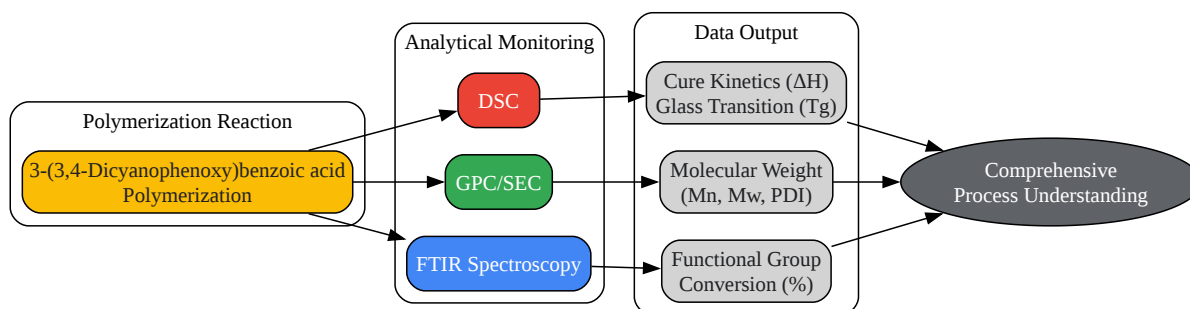 Polymerization Reaction
3-(3,4-Dicyanophenoxy)benzoic acid
Polymerization
Analytical Monitoring
DSC
GPC/SEC
FTIR Spectroscopy
Data Output
Cure Kinetics (ΔH)
Glass Transition (Tg)
Molecular Weight
(Mn, Mw, PDI)
Functional Group
Conversion (%)
Comprehensive
Process Understanding